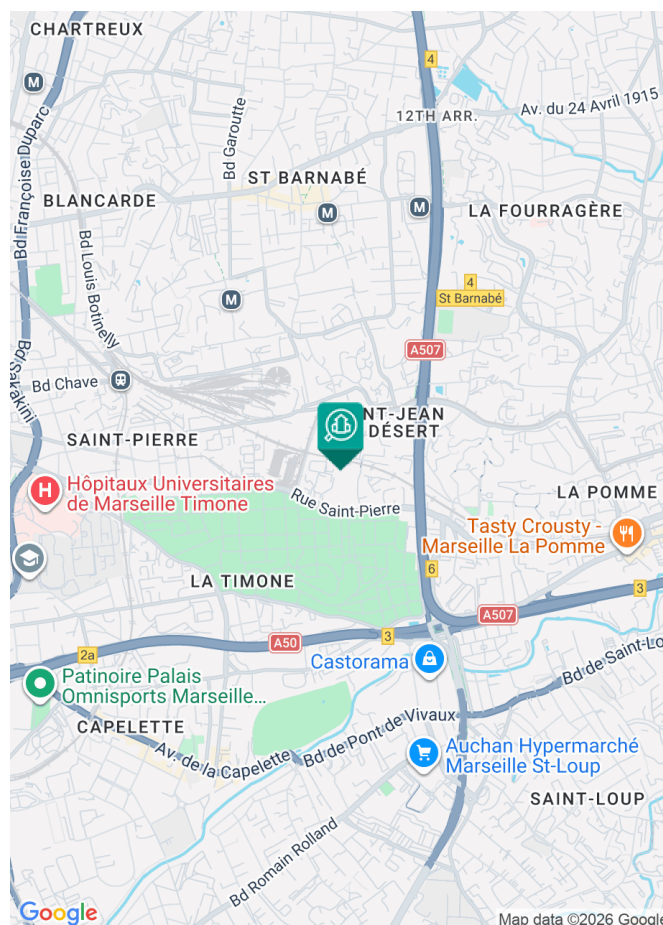 CHARTREUX
4
M
Av. du 24 Avril 1915
12TH ARR.
Bd Françoise Duparc
Bd Garoutte
ST BARNABÉ
BLANCARDE
M
M
LA FOURRAGÈRE
Bd Louis Botinelly
4
St Barnabé
M
A507
Bd Sakakini
Bd Chave
NT-JEAN
DÉSERT
SAINT-PIERRE
H
Hôpitaux Universitaires
de Marseille Timone
Rue Saint-Pierre
LA POMME
Tasty Crousty -
Marseille La Pomme
LA TIMONE
6
3
A507
A50
3
2a
Castorama
Bd de Saint-Lo
Patinoire Palais
Omnisports Marseille...
CAPELETTE
Bd de Pont de Vivaux
Av. de la Capelette
Auchan Hypermarché
Marseille St-Loup
SAINT-LOUP
Bd Romain Rolland
Google
Map data ©2026 Google